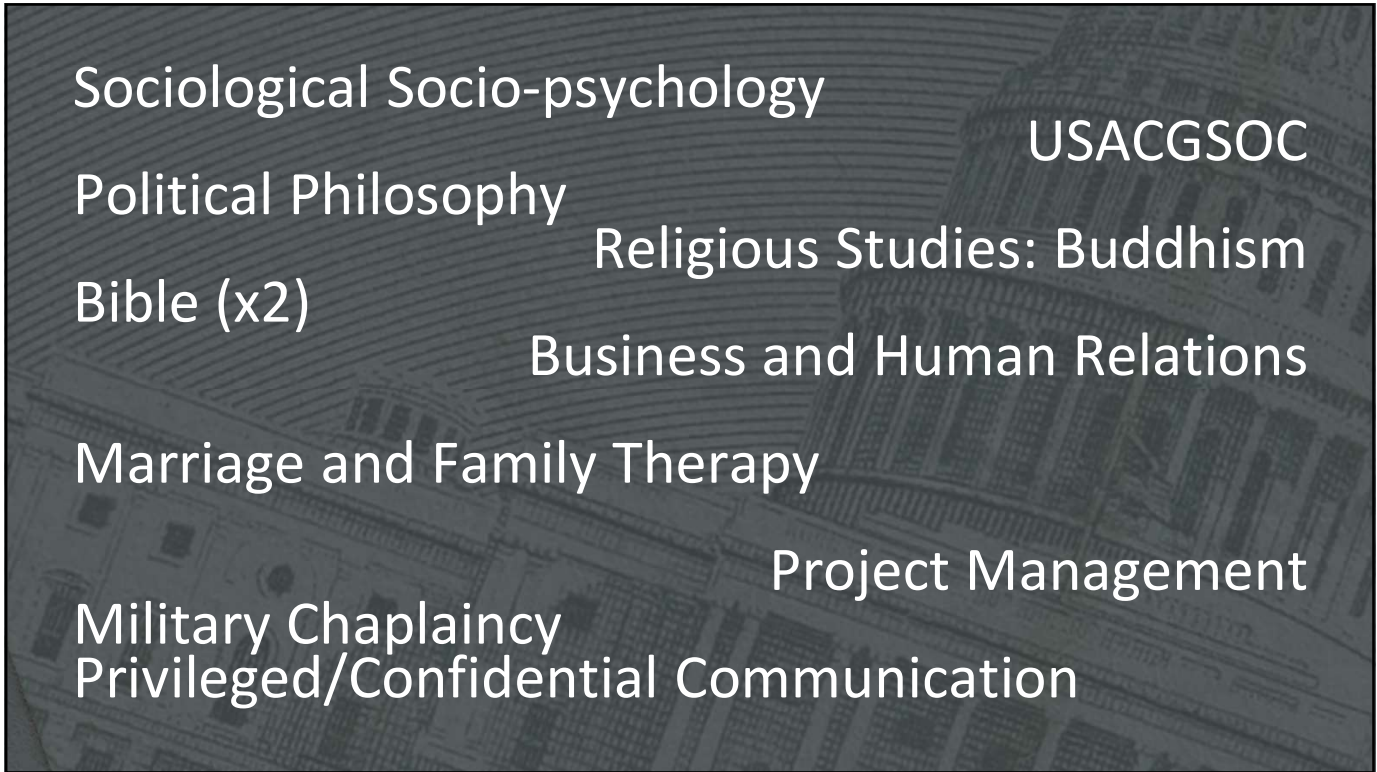 Sociological Socio-psychology
USACGSOC
Political Philosophy
Religious Studies: Buddhism
Bible (x2)
Business and Human Relations
Marriage and Family Therapy
Project Management
Military Chaplaincy
Privileged/Confidential Communication